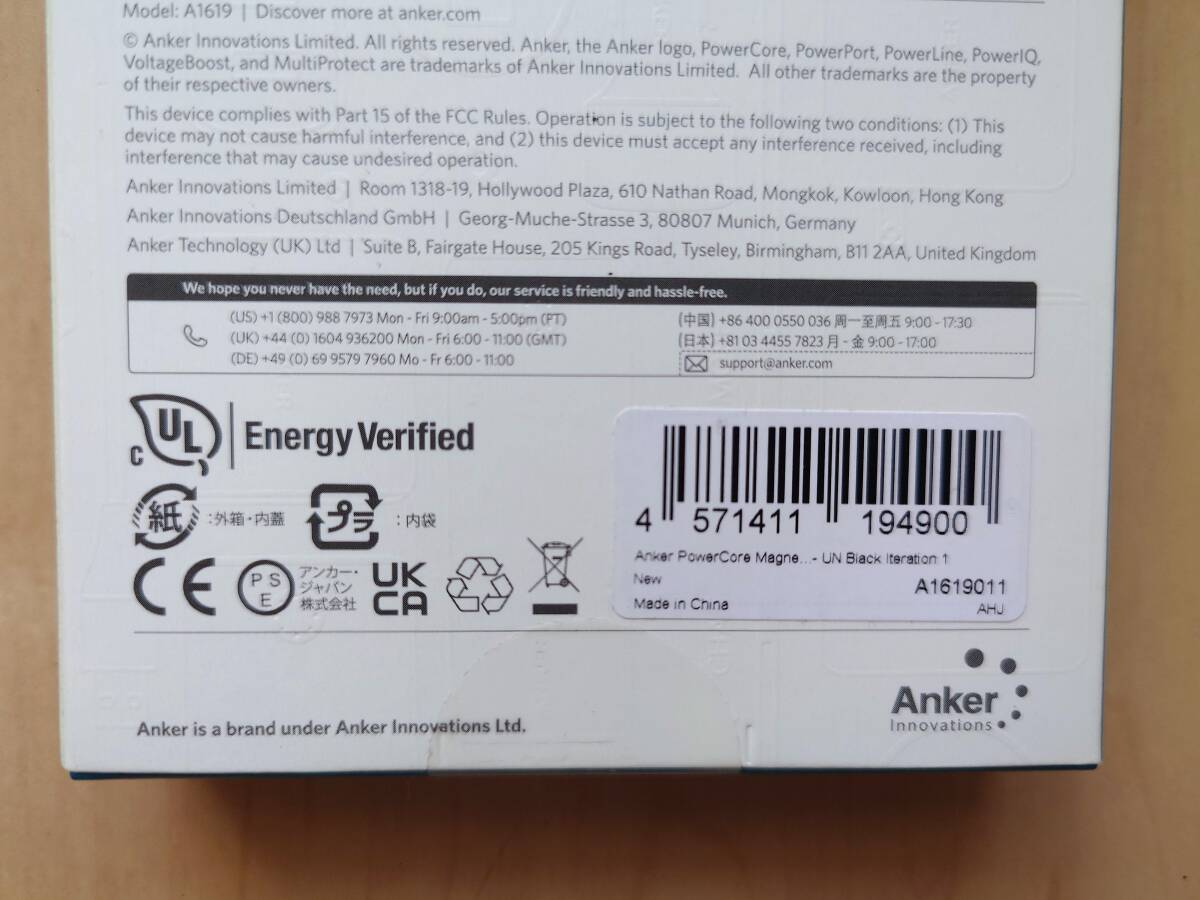 Model: A1619 | Discover more at anker.com
© Anker Innovations Limited. All rights reserved. Anker, the Anker logo, PowerCore, PowerPort, PowerLine, PowerIQ,
VoltageBoost, and MultiProtect are trademarks of Anker Innovations Limited. All other trademarks are the property
of their respective owners.
This device complies with Part 15 of the FCC Rules. Operation is subject to the following two conditions: (1) This
device may not cause harmful interference, and (2) this device must accept any interference received, including
interference that may cause undesired operation.
Anker Innovations Limited | Room 1318-19, Hollywood Plaza, 610 Nathan Road, Mongkok, Kowloon, Hong Kong
Anker Innovations Deutschland GmbH | Georg-Muche-Strasse 3, 80807 Munich, Germany
Anker Technology (UK) Ltd | Suite B, Fairgate House, 205 Kings Road, Tyseley, Birmingham, B11 2AA, United Kingdom
We hope you never have the need, but if you do, our service is friendly and hassle-free.
(US) +1 (800) 988 7973 Mon - Fri 9:00am - 5:00pm (PT)
(UK) +44 (0) 1604 936200 Mon - Fri 6:00 - 11:00 (GMT)
(DE) +49 (0) 69 9579 7960 Mo - Fr 6:00 - 11:00
(中国) +86 400 0550 036 周一至周五 9:00 - 17:30
(日本) +81 03 4455 7823 月 - 金 9:00 - 17:00
support@anker.com
C UL Energy Verified
紙 :外箱・内蓋
プラ :内袋
CE
PSE
アンカー・
ジャパン
株式会社
UK
CA
4 571411 194900
Anker PowerCore Magne...- UN Black Iteration 1
New
A1619011
Made in China
AHJ
Anker
Innovations
Anker is a brand under Anker Innovations Ltd.